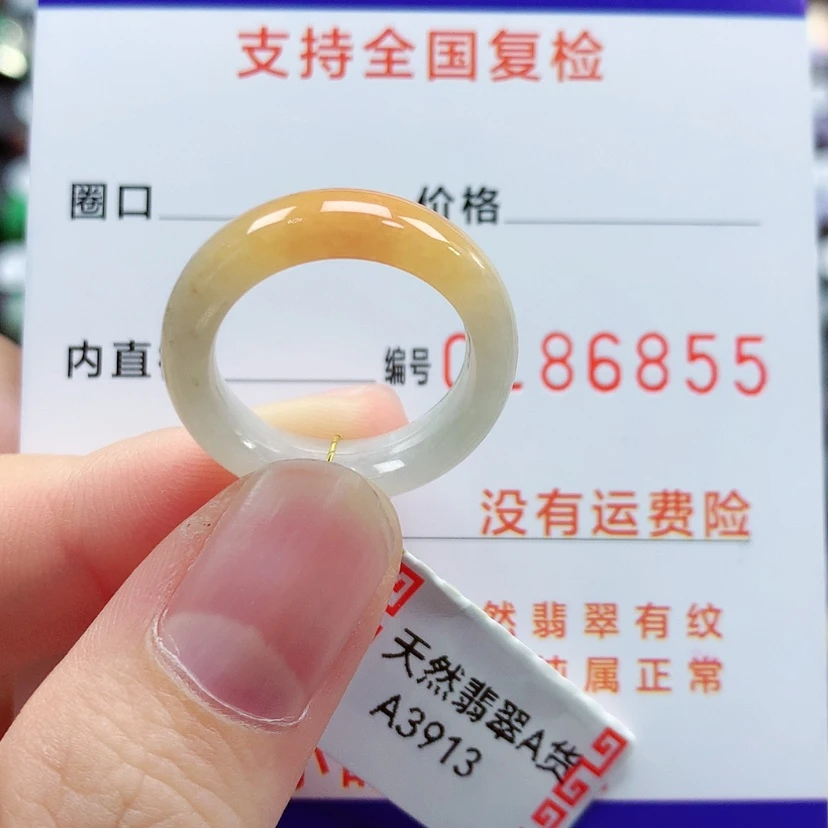 支持全国复检
圈口 价格
内直 编号 186855
没有运费险
然翡翠有纹
属正常
天然翡翠A货
A3913